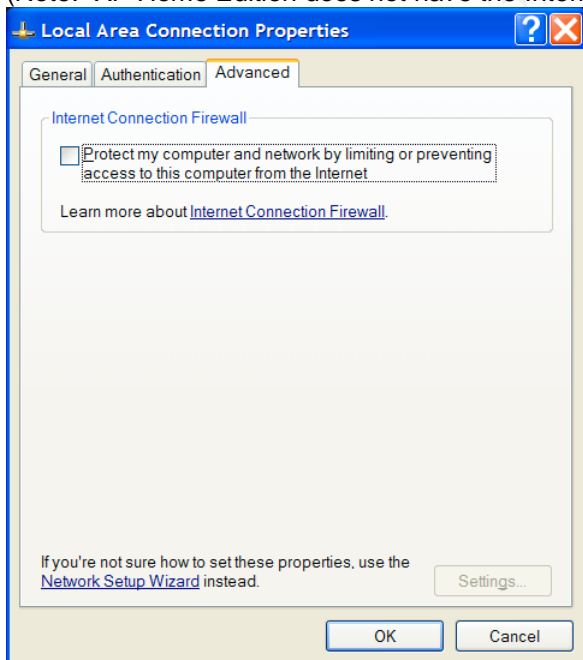 Local Area Connection Properties
General Authentication Advanced
Internet Connection Firewall
Protect my computer and network by limiting or preventing
access to this computer from the Internet
Learn more about Internet Connection Firewall.
If you're not sure how to set these properties, use the
Network Setup Wizard instead.
Settings...
OK Cancel